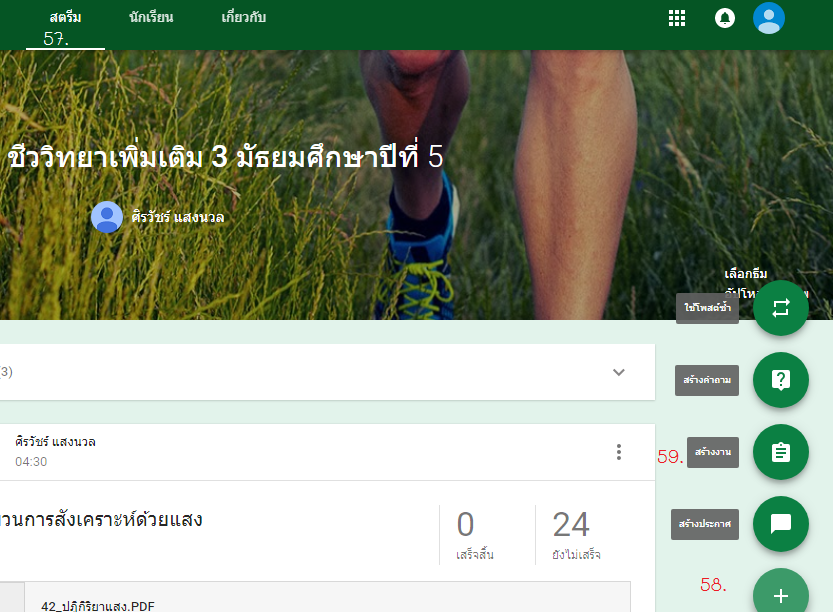 สตรีม นักเรียน เกี่ยวกับ
57.
ชีววิทยาเพิ่มเติม 3 มัธยมศึกษาปีที่ 5
ศิรวัชร์ แสงนวล
เลือกธีม
ใช้โพสต์ซ้ำ
(3)
สร้างคำถาม
ศิรวัชร์ แสงนวล
04:30
59. สร้างงาน
วนการสังเคราะห์ด้วยแสง
0 24
เสร็จสิ้น ยังไม่เสร็จ
สร้างประกาศ
58.
42_ปฏิกิริยาแสง.PDF